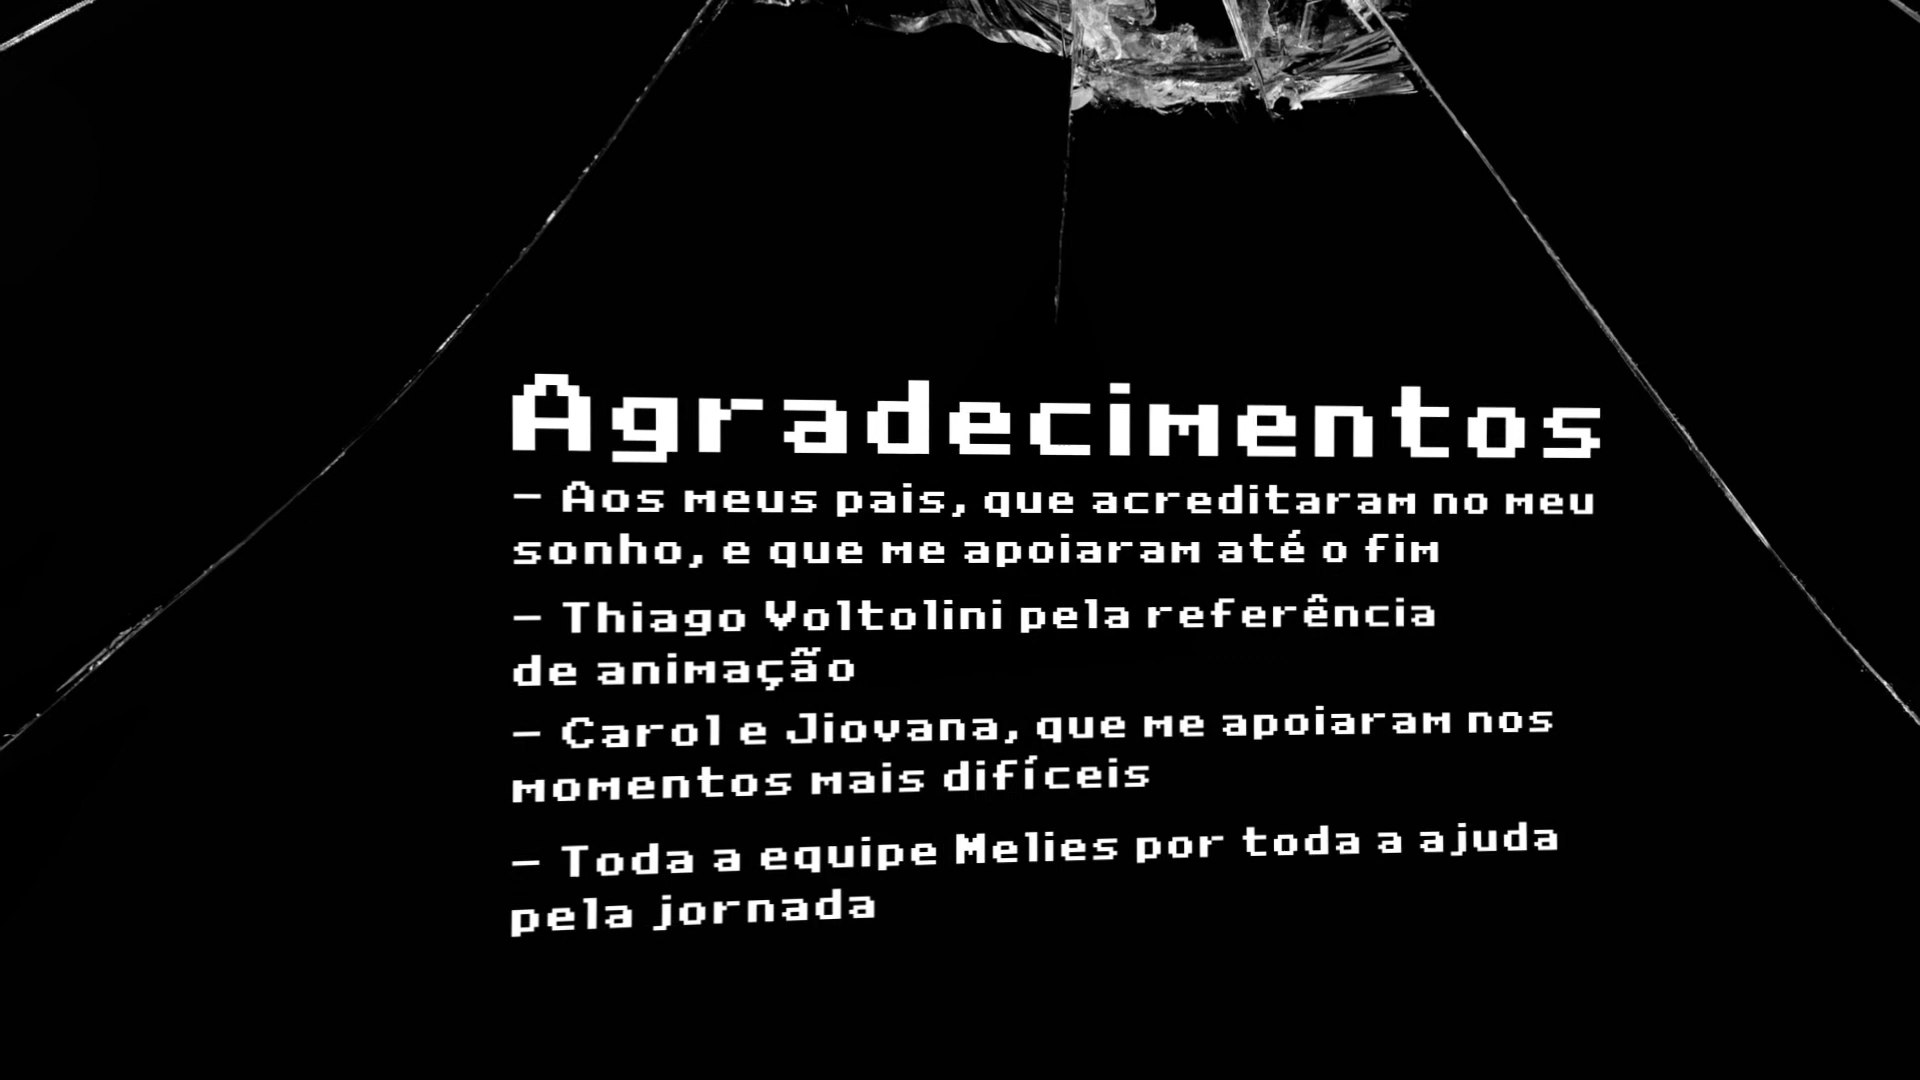 Agradecimentos
- Aos meus pais, que acreditaram no meu
sonho, e que me apoiaram até o fim
- Thiago Voltolini pela referência
de animação
- Carol e Jiovana, que me apoiaram nos
momentos mais difíceis
- Toda a equipe Melies por toda a ajuda
pela jornada